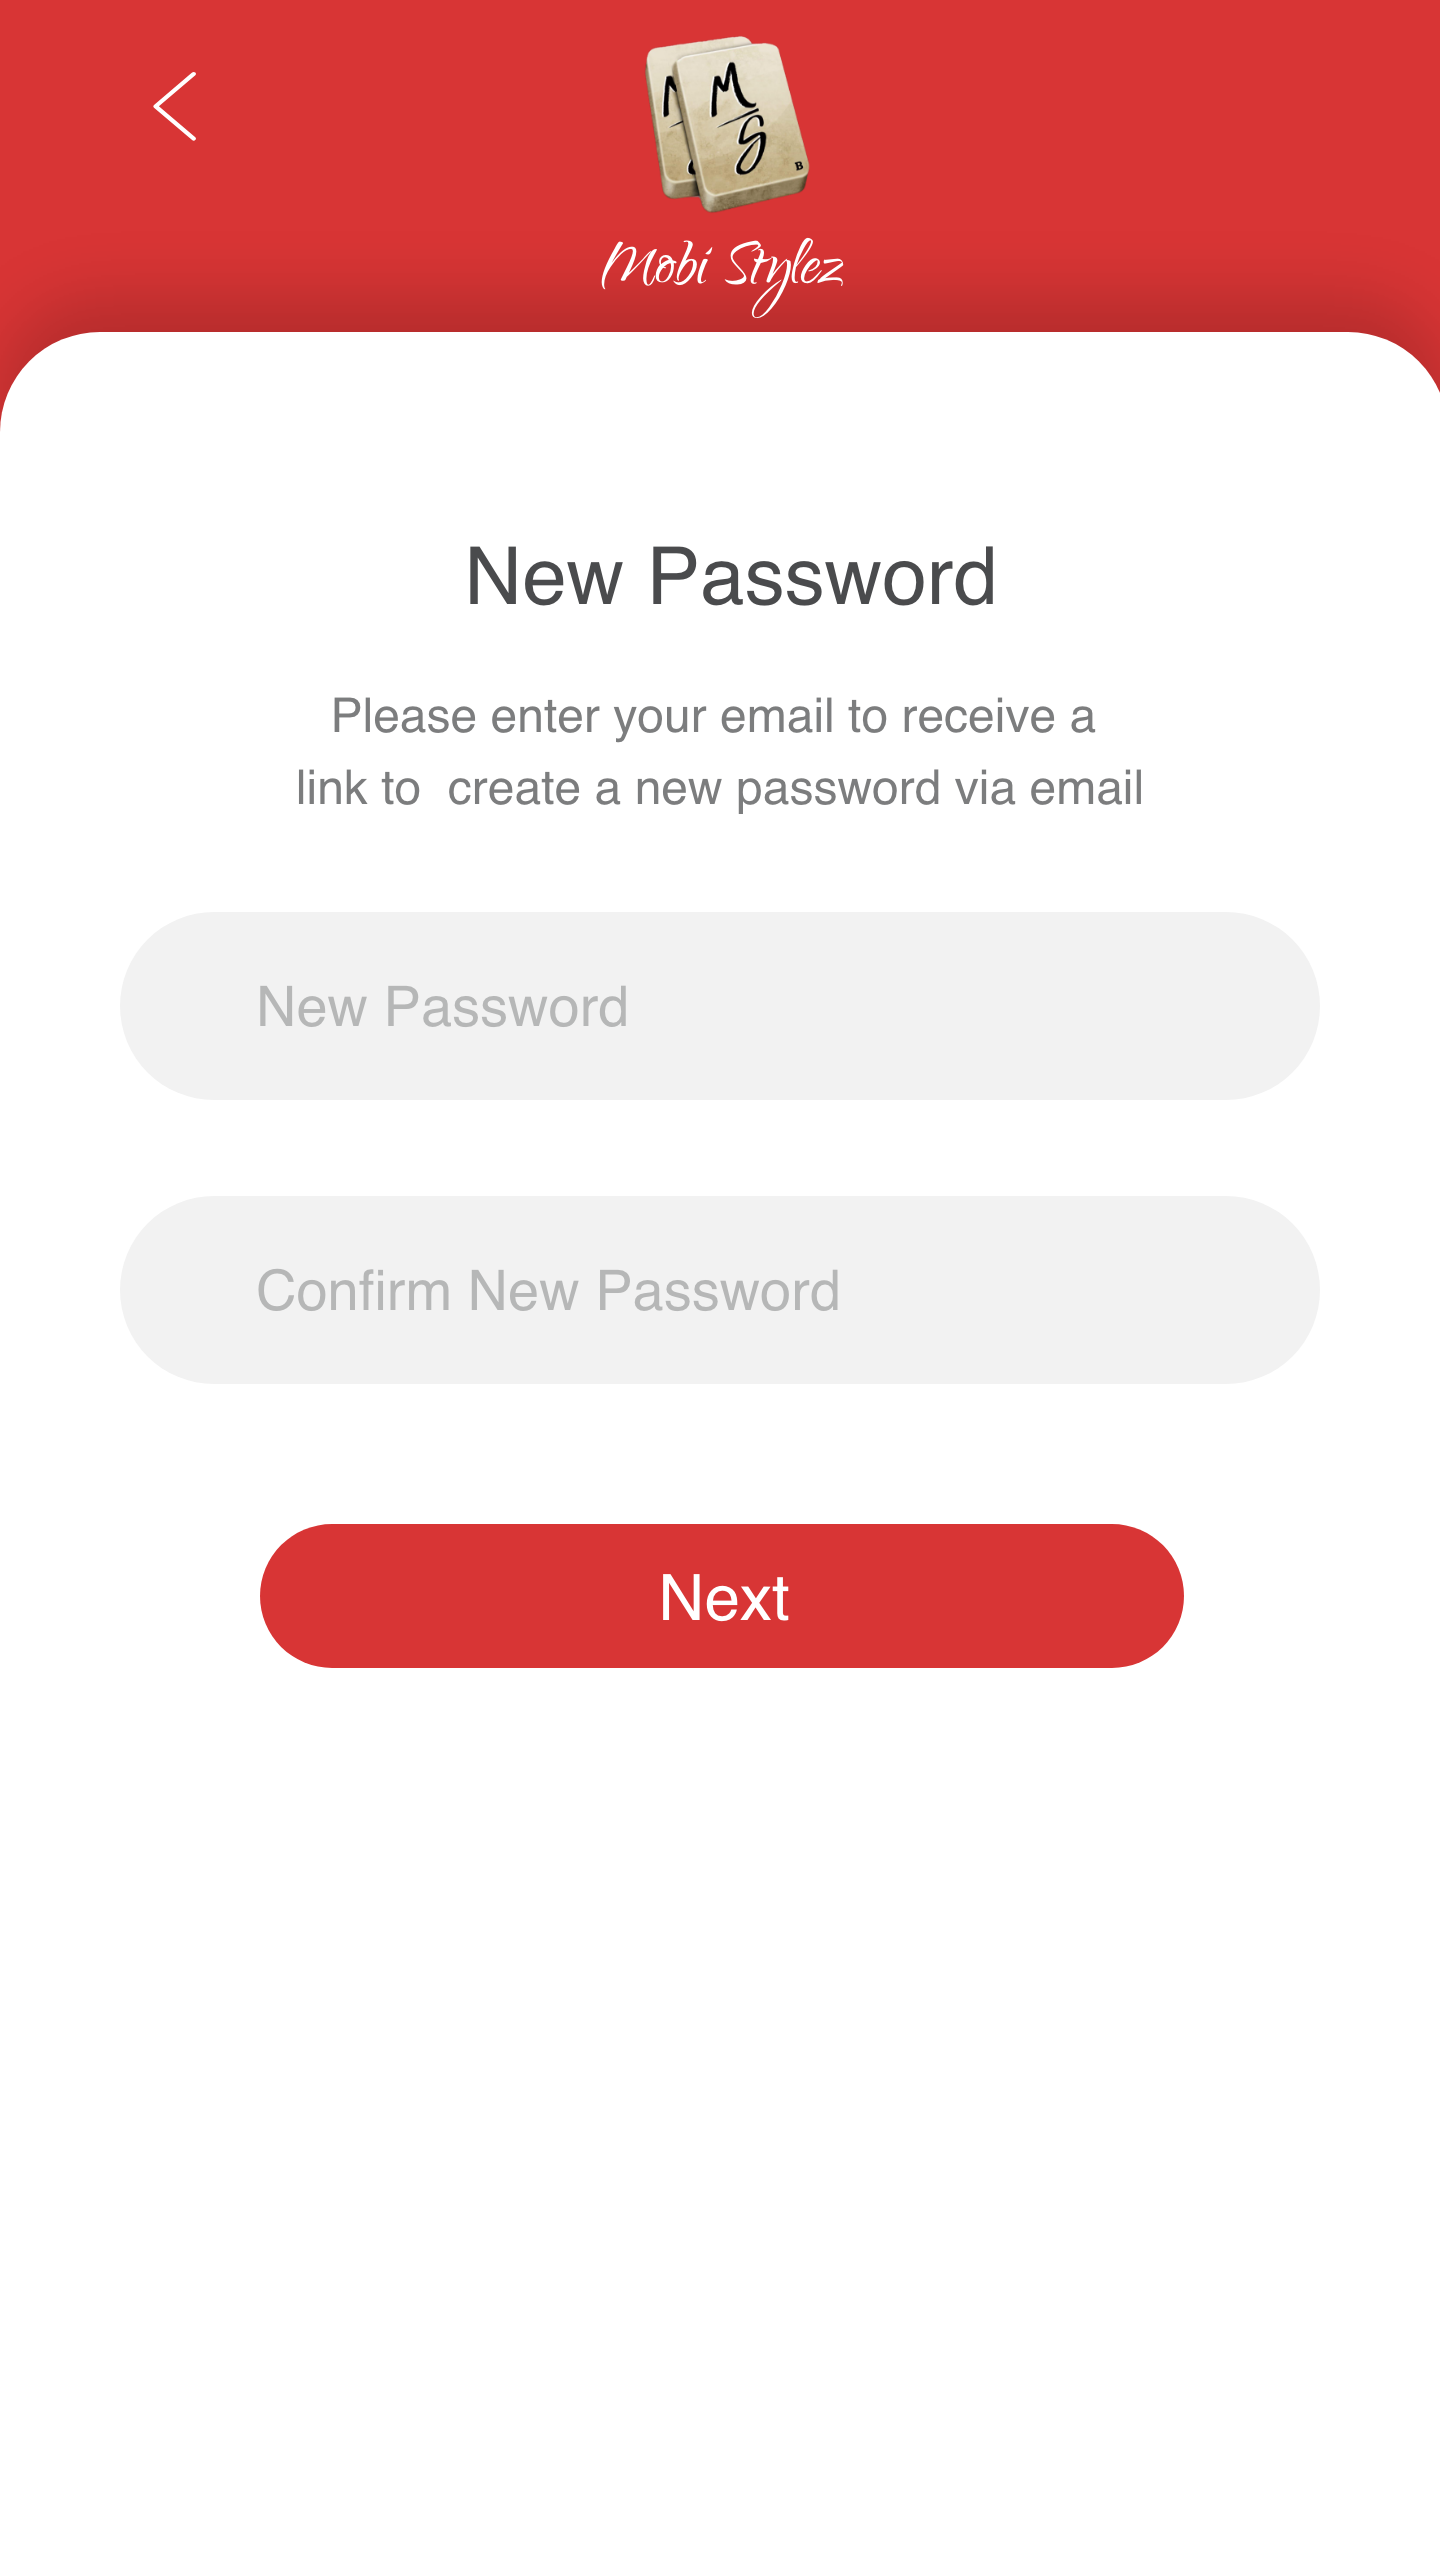 M
S
B
Mobi Stylez
New Password
Please enter your email to receive a
link to  create a new password via email
New Password
Confirm New Password
Next